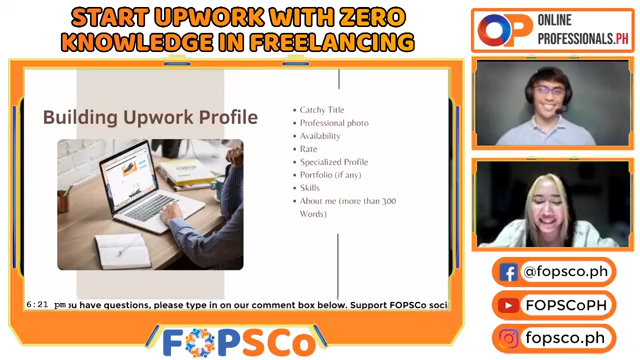 START UPWORK WITH ZERO
KNOWLEDGE IN FREELANCING
OP ONLINE
PROFESSIONALS.PH
Building Upwork Profile
• Catchy Title
• Professional photo
• Availability
• Rate
• Specialized Profile
• Portfolio (if any)
• Skills
• About me (more than 300
Words)
6:21 pm ou have questions, please type in on our comment box below. Support FOPSCo soci
@fopsco.ph
FOPSCoPH
fopsco.ph
FOPSCo